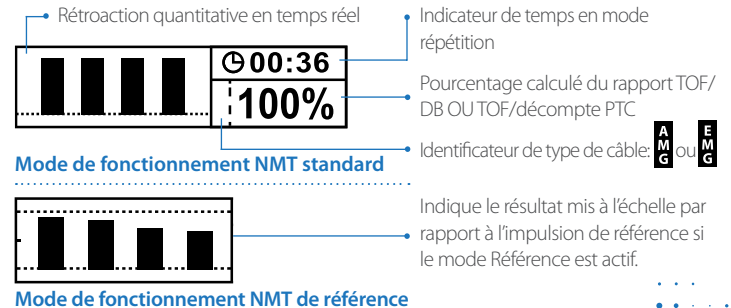 Rétroaction quantitative en temps réel
Indicateur de temps en mode
répétition
00:36
100%
Pourcentage calculé du rapport TOF/
DB OU TOF/décompte PTC
Identificateur de type de câble: AMG ou EMG
Mode de fonctionnement NMT standard
Indique le résultat mis à l'échelle par
rapport à l'impulsion de référence si
le mode Référence est actif.
Mode de fonctionnement NMT de référence